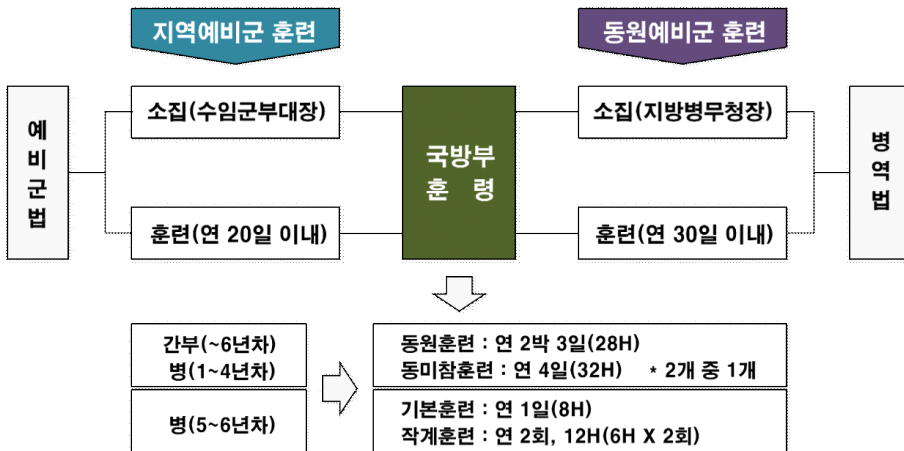 지역예비군 훈련
동원예비군 훈련
예비군법
소집(수임군부대장)
훈련(연 20일 이내)
국방부
훈 령
소집(지방병무청장)
훈련(연 30일 이내)
병역법
간부(~6년차)
병(1~4년차)
동원훈련 : 연 2박 3일(28H)
동미참훈련 : 연 4일(32H) * 2개 중 1개
병(5~6년차)
기본훈련 : 연 1일(8H)
작계훈련 : 연 2회, 12H(6H X 2회)